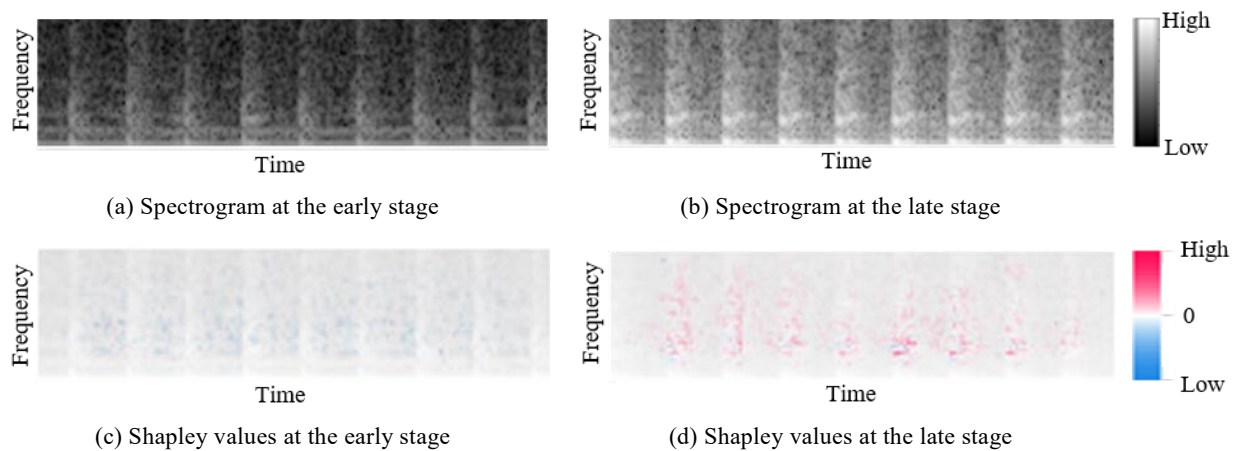 Frequency
Time
(a) Spectrogram at the early stage
Frequency
Time
(b) Spectrogram at the late stage
High
Low
Frequency
Time
(c) Shapley values at the early stage
Frequency
Time
(d) Shapley values at the late stage
High
0
Low